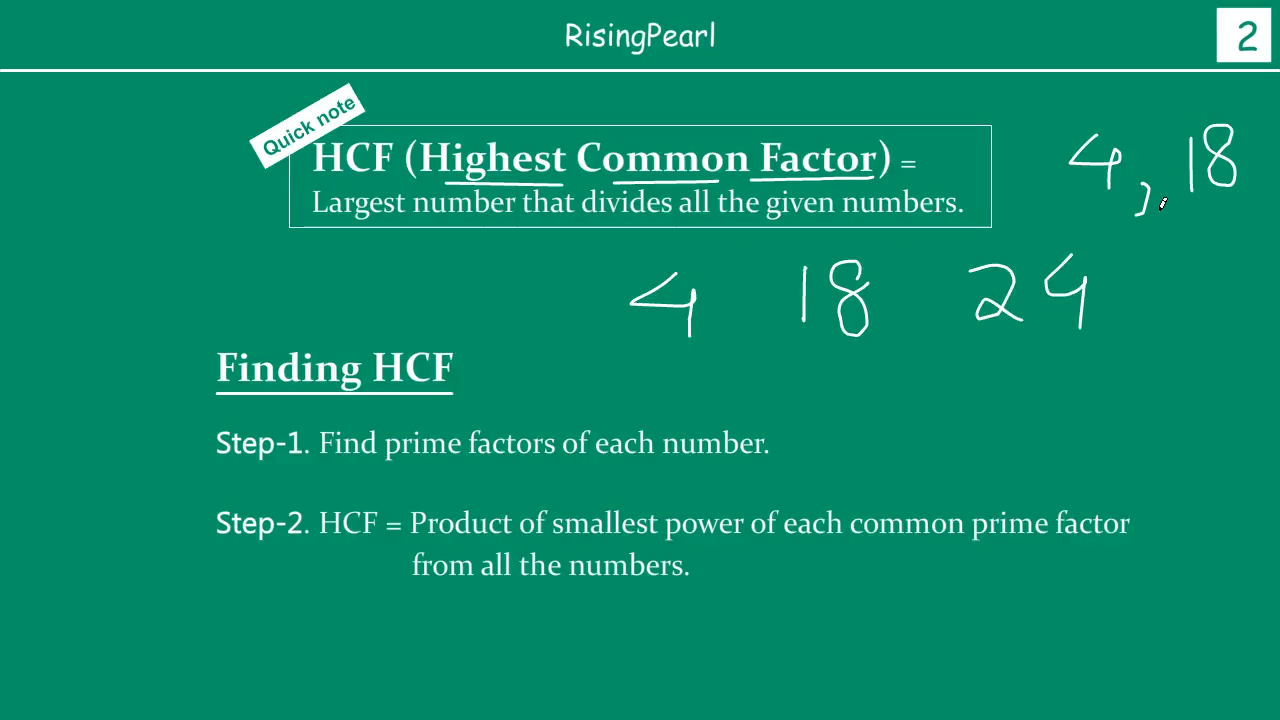 RisingPearl
2
Quick note
HCF (Highest Common Factor) =
Largest number that divides all the given numbers.
4, 18
4 18 24
Finding HCF
Step-1. Find prime factors of each number.
Step-2. HCF = Product of smallest power of each common prime factor
from all the numbers.